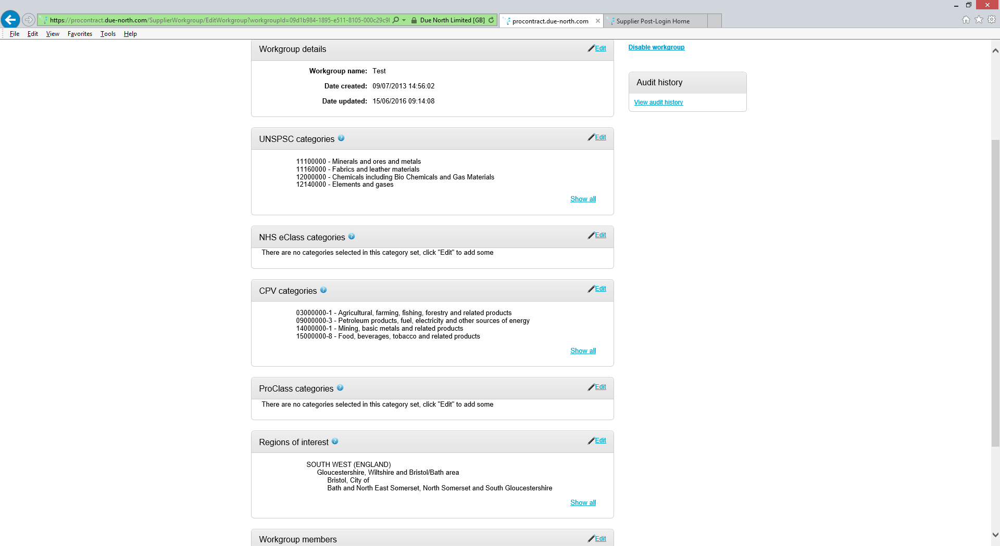 https://procontract.due-north.com/SupplierWorkgroup/EditWorkgroup?workgroupId=09d1b984-1895-e511-8105-000c29c9l
Due North Limited [GB]
procontract.due-north.com
Supplier Post-Login Home
File Edit View Favorites Tools Help
Workgroup details
Edit
Disable workgroup
Workgroup name: Test
Date created: 09/07/2013 14:56:02
Date updated: 15/06/2016 09:14:08
Audit history
View audit history
UNSPSC categories ?
Edit
11100000 - Minerals and ores and metals
11160000 - Fabrics and leather materials
12000000 - Chemicals including Bio Chemicals and Gas Materials
12140000 - Elements and gases
Show all
NHS eClass categories ?
Edit
There are no categories selected in this category set, click "Edit" to add some
CPV categories ?
Edit
03000000-1 - Agricultural, farming, fishing, forestry and related products
09000000-3 - Petroleum products, fuel, electricity and other sources of energy
14000000-1 - Mining, basic metals and related products
15000000-8 - Food, beverages, tobacco and related products
Show all
ProClass categories ?
Edit
There are no categories selected in this category set, click "Edit" to add some
Regions of interest ?
Edit
SOUTH WEST (ENGLAND)
Gloucestershire, Wiltshire and Bristol/Bath area
Bristol, City of
Bath and North East Somerset, North Somerset and South Gloucestershire
Show all
Workgroup members
Edit